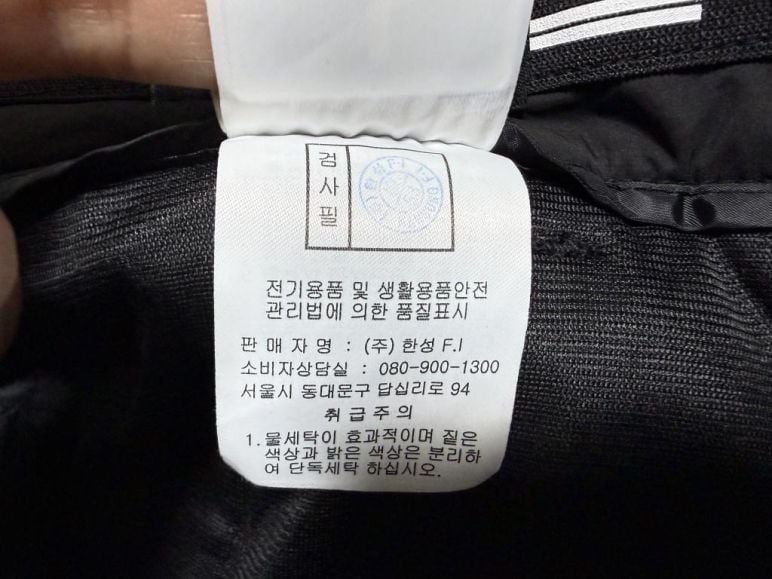 검
사
필
전기용품 및 생활용품안전
관리법에 의한 품질표시
판 매 자 명 : (주) 한성 F.I
소비자상담실 : 080-900-1300
서울시 동대문구 답십리로 94
취 급 주 의
1. 물세탁이 효과적이며 짙은
색상과 밝은 색상은 분리하
여 단독세탁 하십시오.